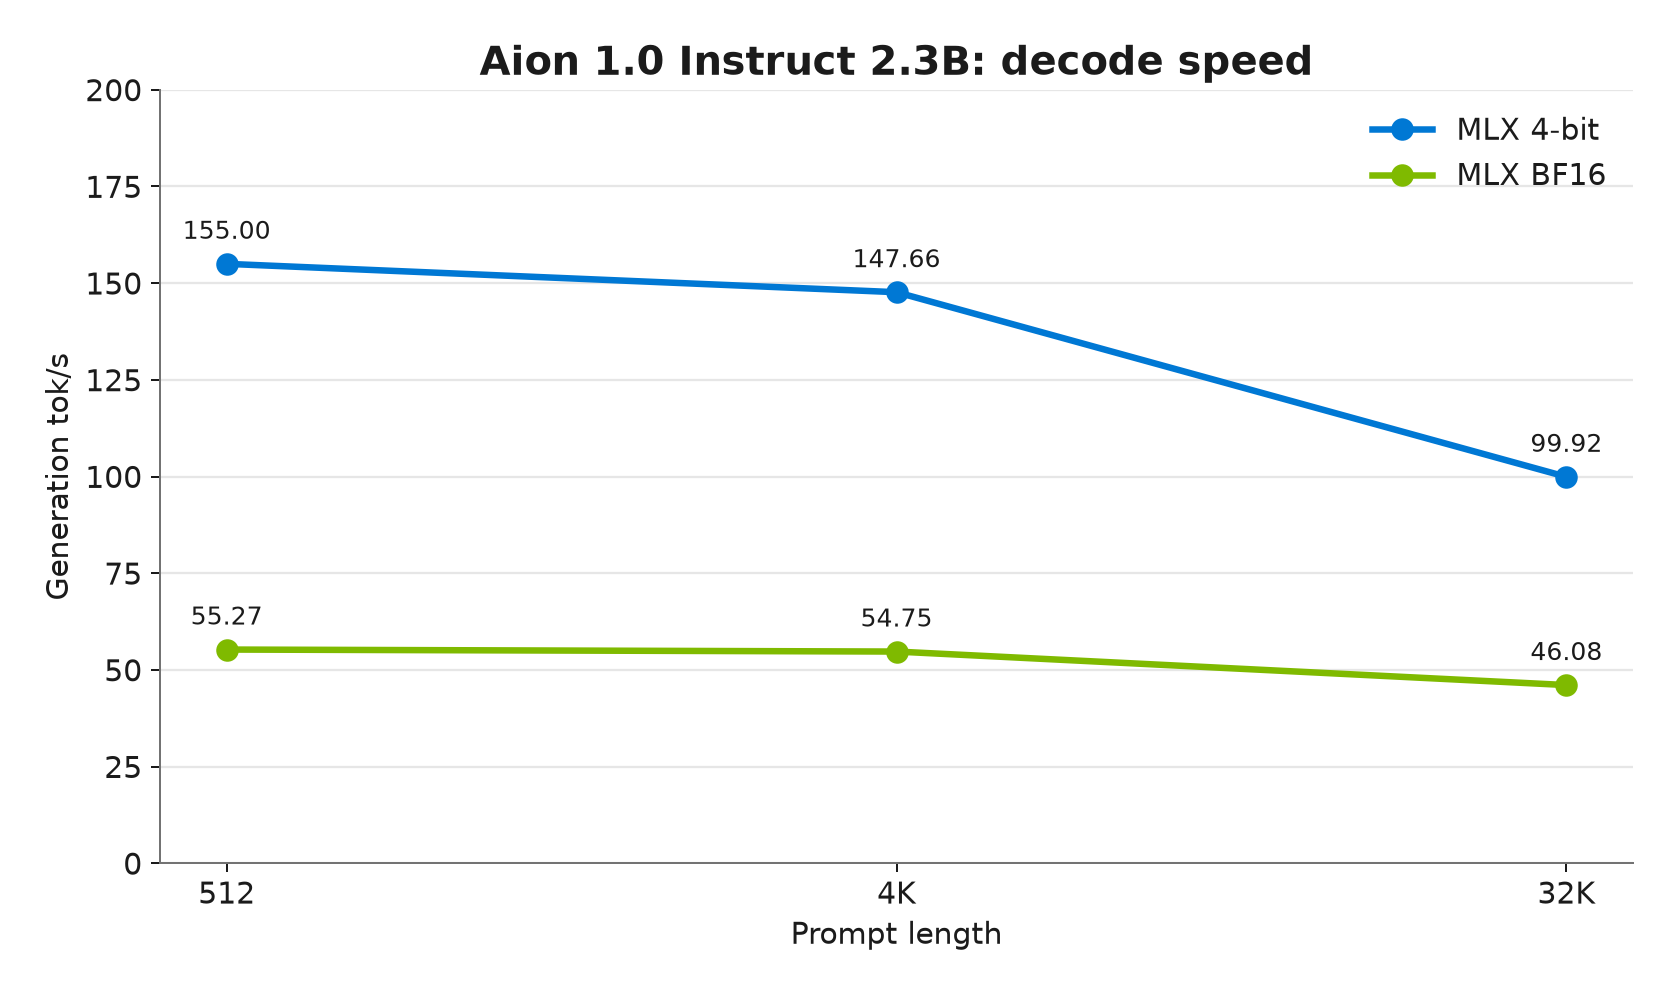 Aion 1.0 Instruct 2.3B: decode speed
200
175
150
125
100
75
50
25
0
Generation tok/s
MLX 4-bit
MLX BF16
155.00
147.66
99.92
55.27
54.75
46.08
512
4K
32K
Prompt length